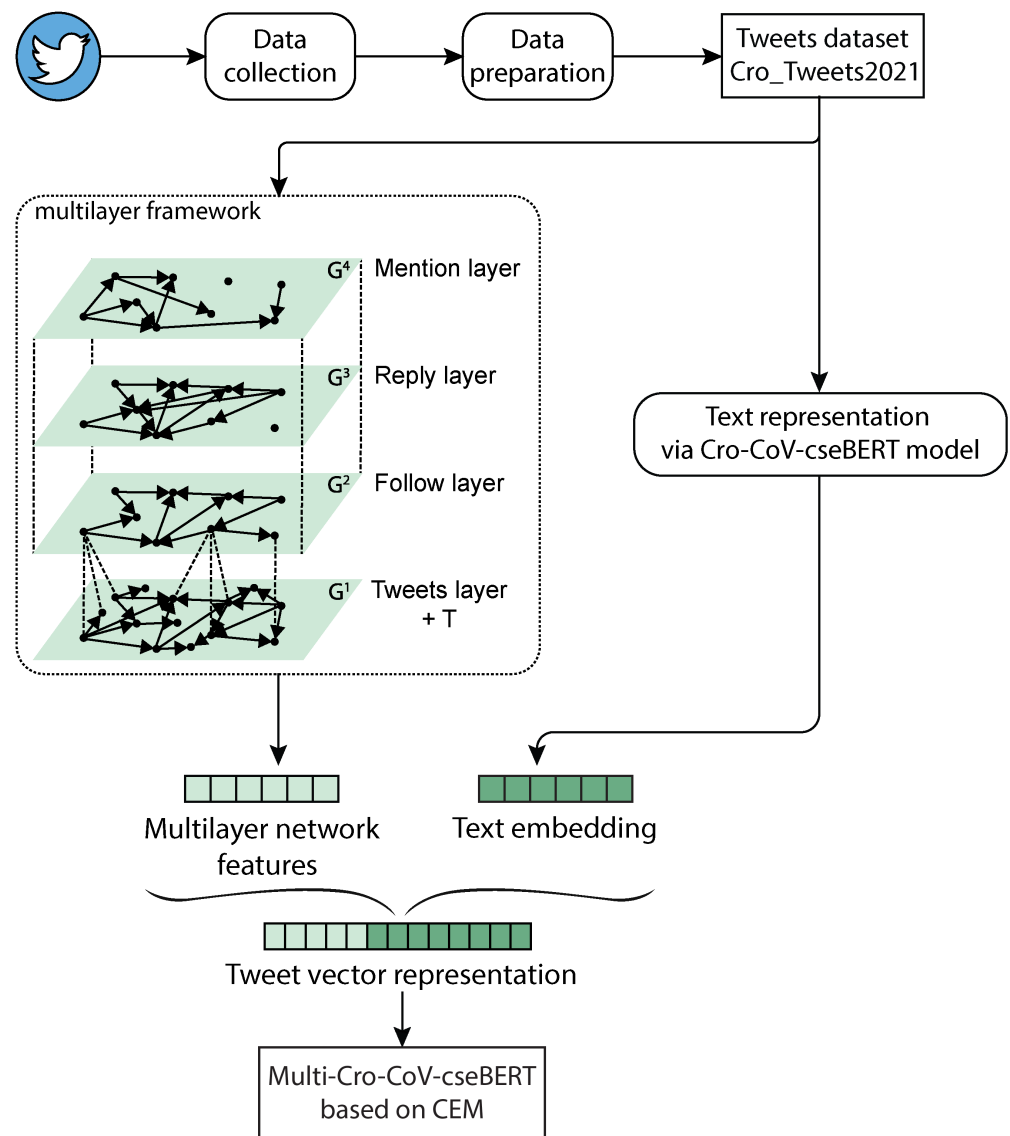 Data
collection
Data
preparation
Tweets dataset
Cro_Tweets2021
multilayer framework
G⁴ Mention layer
G³ Reply layer
G² Follow layer
G¹ Tweets layer
+ T
Text representation
via Cro-CoV-cseBERT model
Multilayer network
features
Text embedding
Tweet vector representation
Multi-Cro-CoV-cseBERT
based on CEM